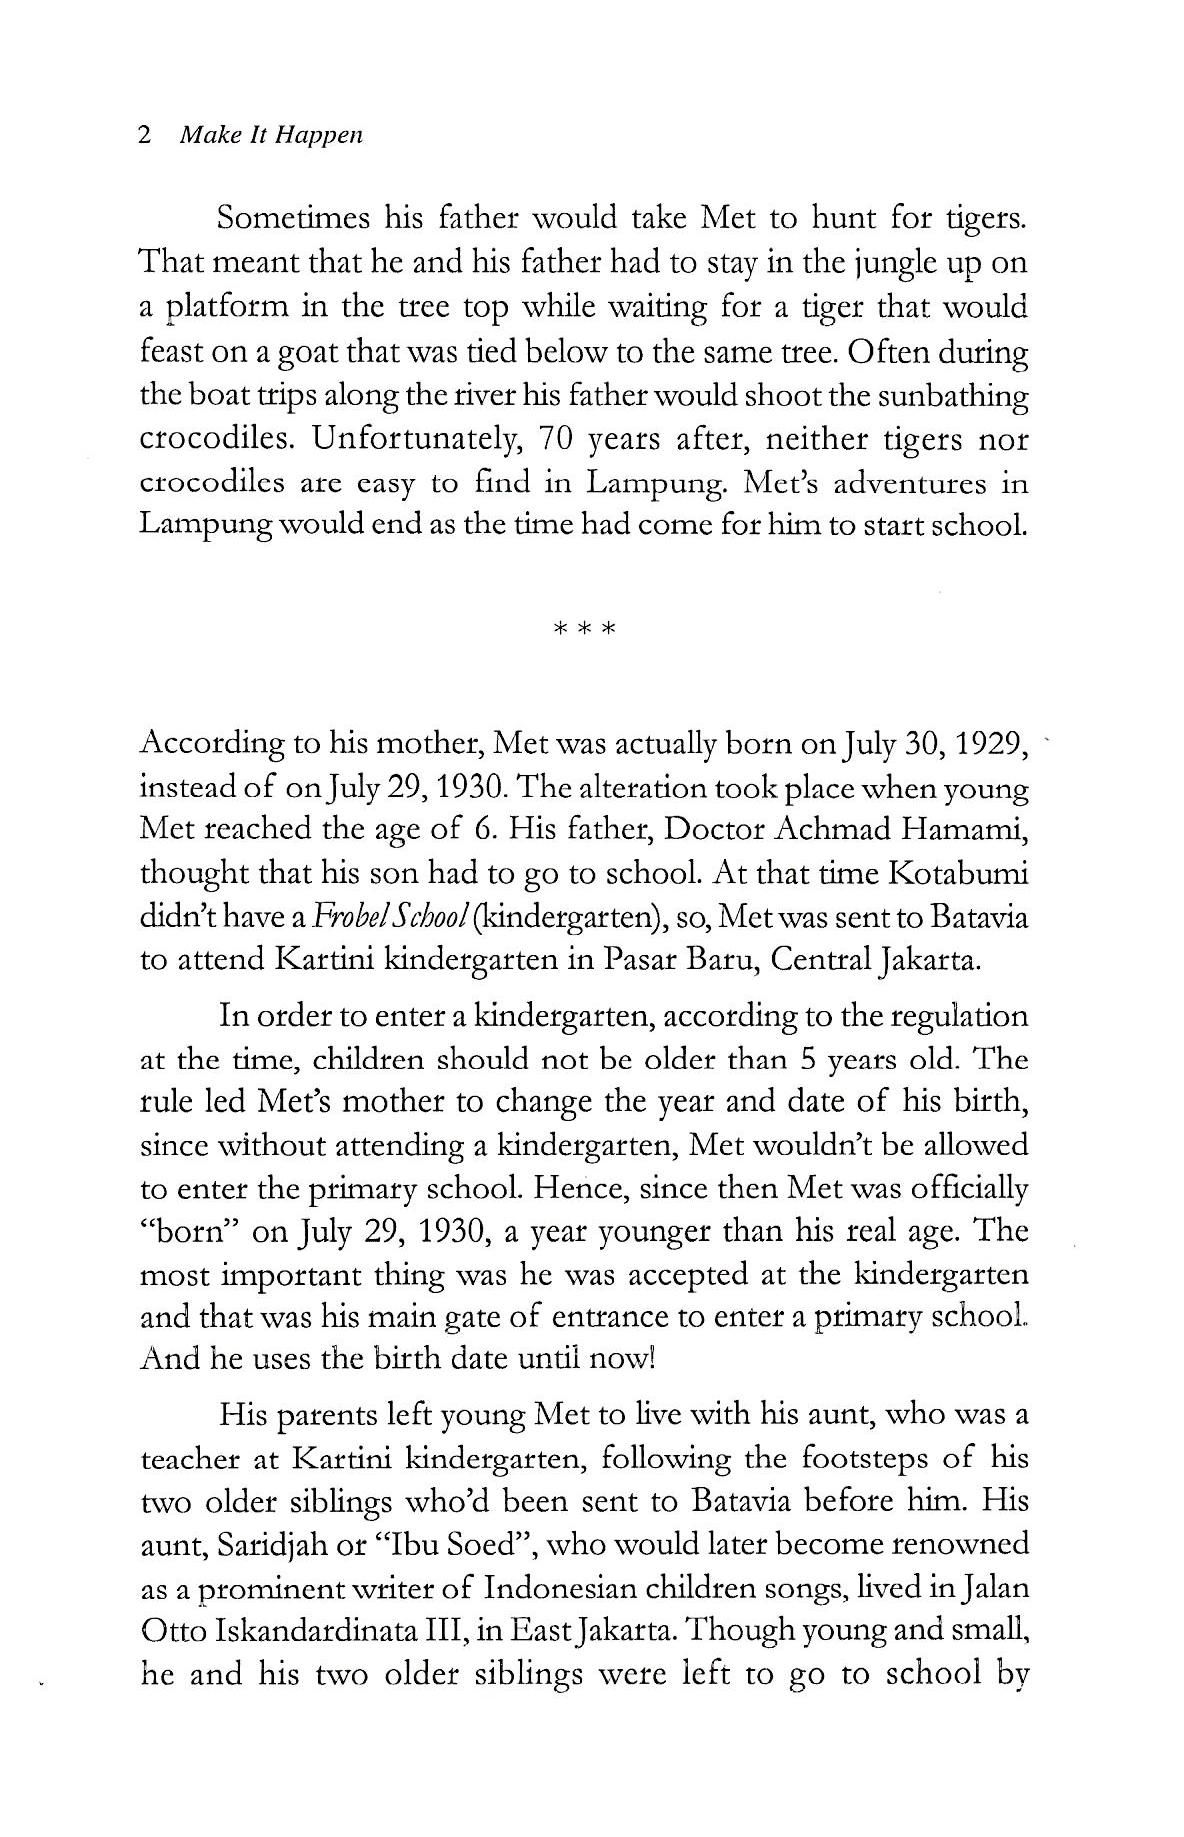 2 Make It Happen
Sometimes his father would take Met to hunt for tigers.
That meant that he and his father had to stay in the jungle up on
a platform in the tree top while waiting for a tiger that would
feast on a goat that was tied below to the same tree. Often during
the boat trips along the river his father would shoot the sunbathing
crocodiles. Unfortunately, 70 years after, neither tigers nor
crocodiles are easy to find in Lampung. Met's adventures in
Lampung would end as the time had come for him to start school.
* * *
According to his mother, Met was actually born on July 30, 1929,
instead of on July 29, 1930. The alteration took place when young
Met reached the age of 6. His father, Doctor Achmad Hamami,
thought that his son had to go to school. At that time Kotabumi
didn't have a Frobel School (kindergarten), so, Met was sent to Batavia
to attend Kartini kindergarten in Pasar Baru, Central Jakarta.
In order to enter a kindergarten, according to the regulation
at the time, children should not be older than 5 years old. The
rule led Met's mother to change the year and date of his birth,
since without attending a kindergarten, Met wouldn't be allowed
to enter the primary school. Hence, since then Met was officially
“born” on July 29, 1930, a year younger than his real age. The
most important thing was he was accepted at the kindergarten
and that was his main gate of entrance to enter a primary school.
And he uses the birth date until now!
His parents left young Met to live with his aunt, who was a
teacher at Kartini kindergarten, following the footsteps of his
two older siblings who'd been sent to Batavia before him. His
aunt, Saridjah or “Ibu Soed”, who would later become renowned
as a prominent writer of Indonesian children songs, lived in Jalan
Otto Iskandardinata III, in East Jakarta. Though young and small,
he and his two older siblings were left to go to school by